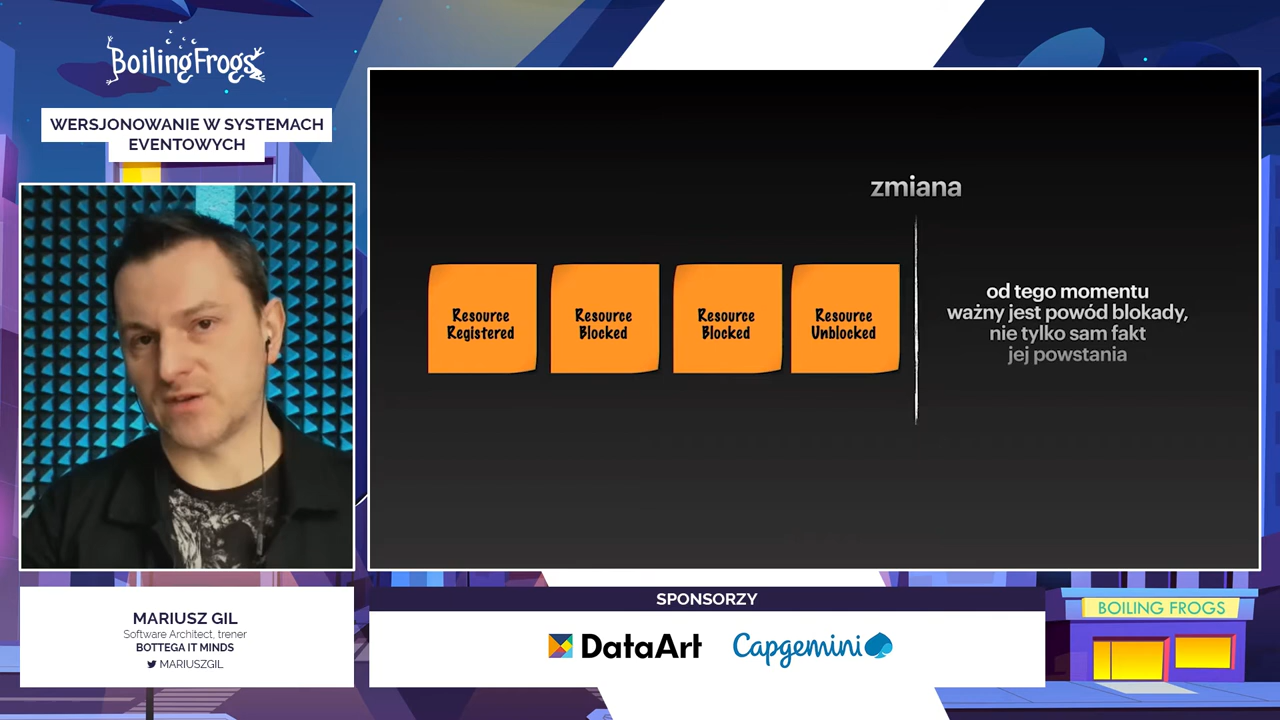 BoilingFrogs
WERSJONOWANIE W SYSTEMACH
EVENTOWYCH
zmiana
Resource
Registered
Resource
Blocked
Resource
Blocked
Resource
Unblocked
od tego momentu
ważny jest powód blokady,
nie tylko sam fakt
jej powstania
MARIUSZ GIL
Software Architect, trener
BOTTEGA IT MINDS
MARIUSZGIL
SPONSORZY
DataArt
Capgemini
BOILING FROGS